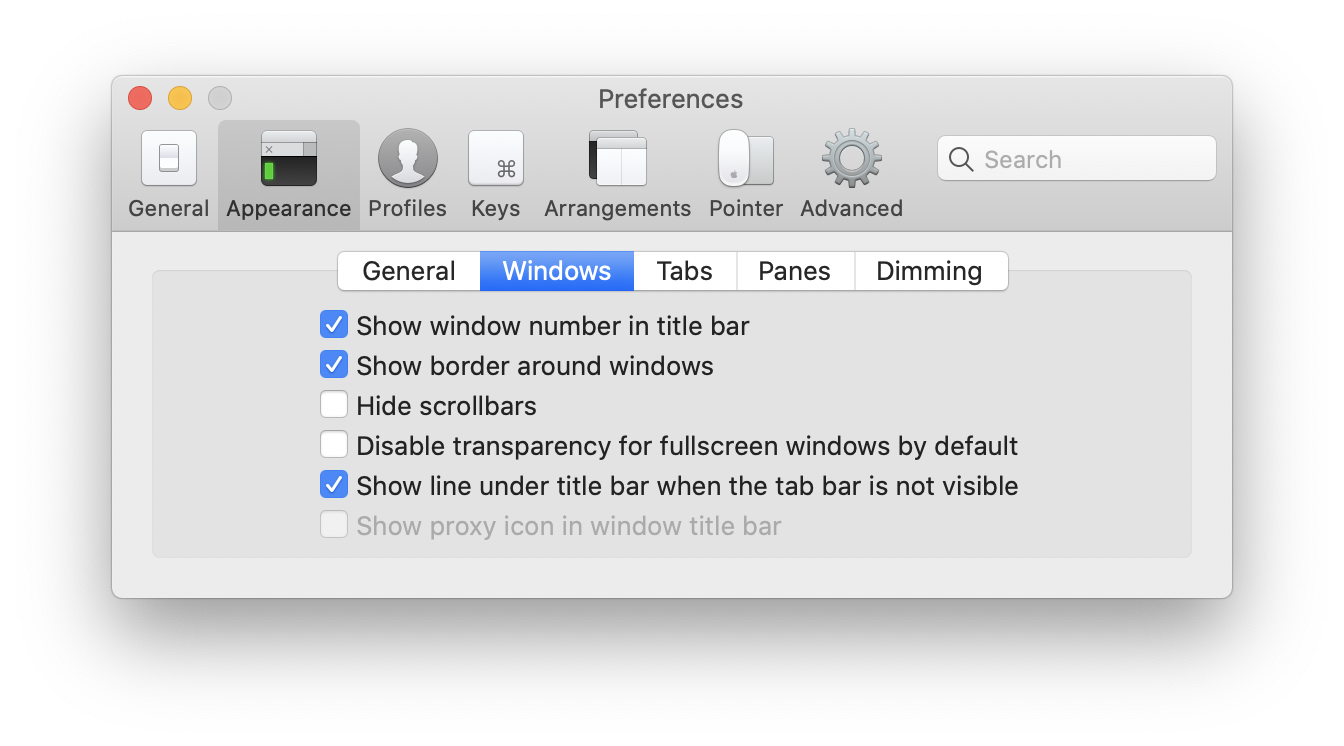 Preferences
General Appearance Profiles Keys Arrangements Pointer Advanced Search
General Windows Tabs Panes Dimming
Show window number in title bar
Show border around windows
Hide scrollbars
Disable transparency for fullscreen windows by default
Show line under title bar when the tab bar is not visible
Show proxy icon in window title bar